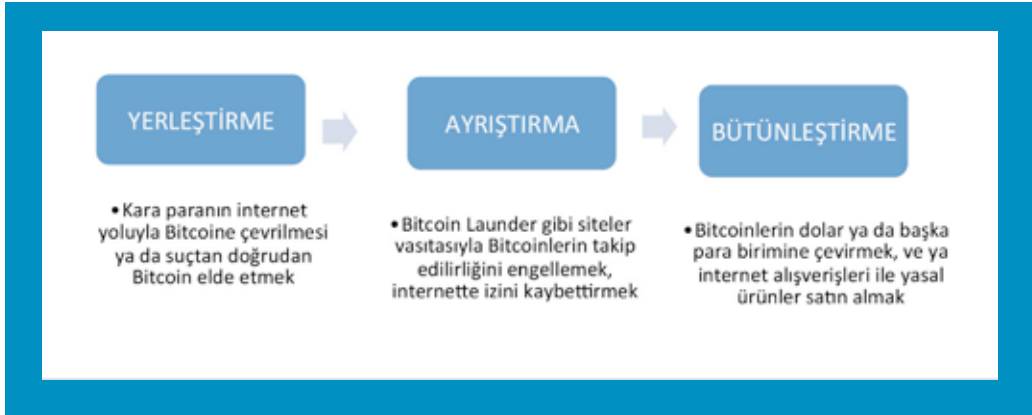 YERLEŞTİRME
•Kara paranın internet
yoluyla Bitcoine çevrilmesi
ya da suçtan doğrudan
Bitcoin elde etmek
AYRIŞTIRMA
•Bitcoin Launder gibi siteler
vasıtasıyla Bitcoinlerin takip
edilirliğini engellemek,
internette izini kaybettirmek
BÜTÜNLEŞTİRME
•Bitcoinlerin dolar ya da başka
para birimine çevirmek, ve ya
internet alışverişleri ile yasal
ürünler satın almak